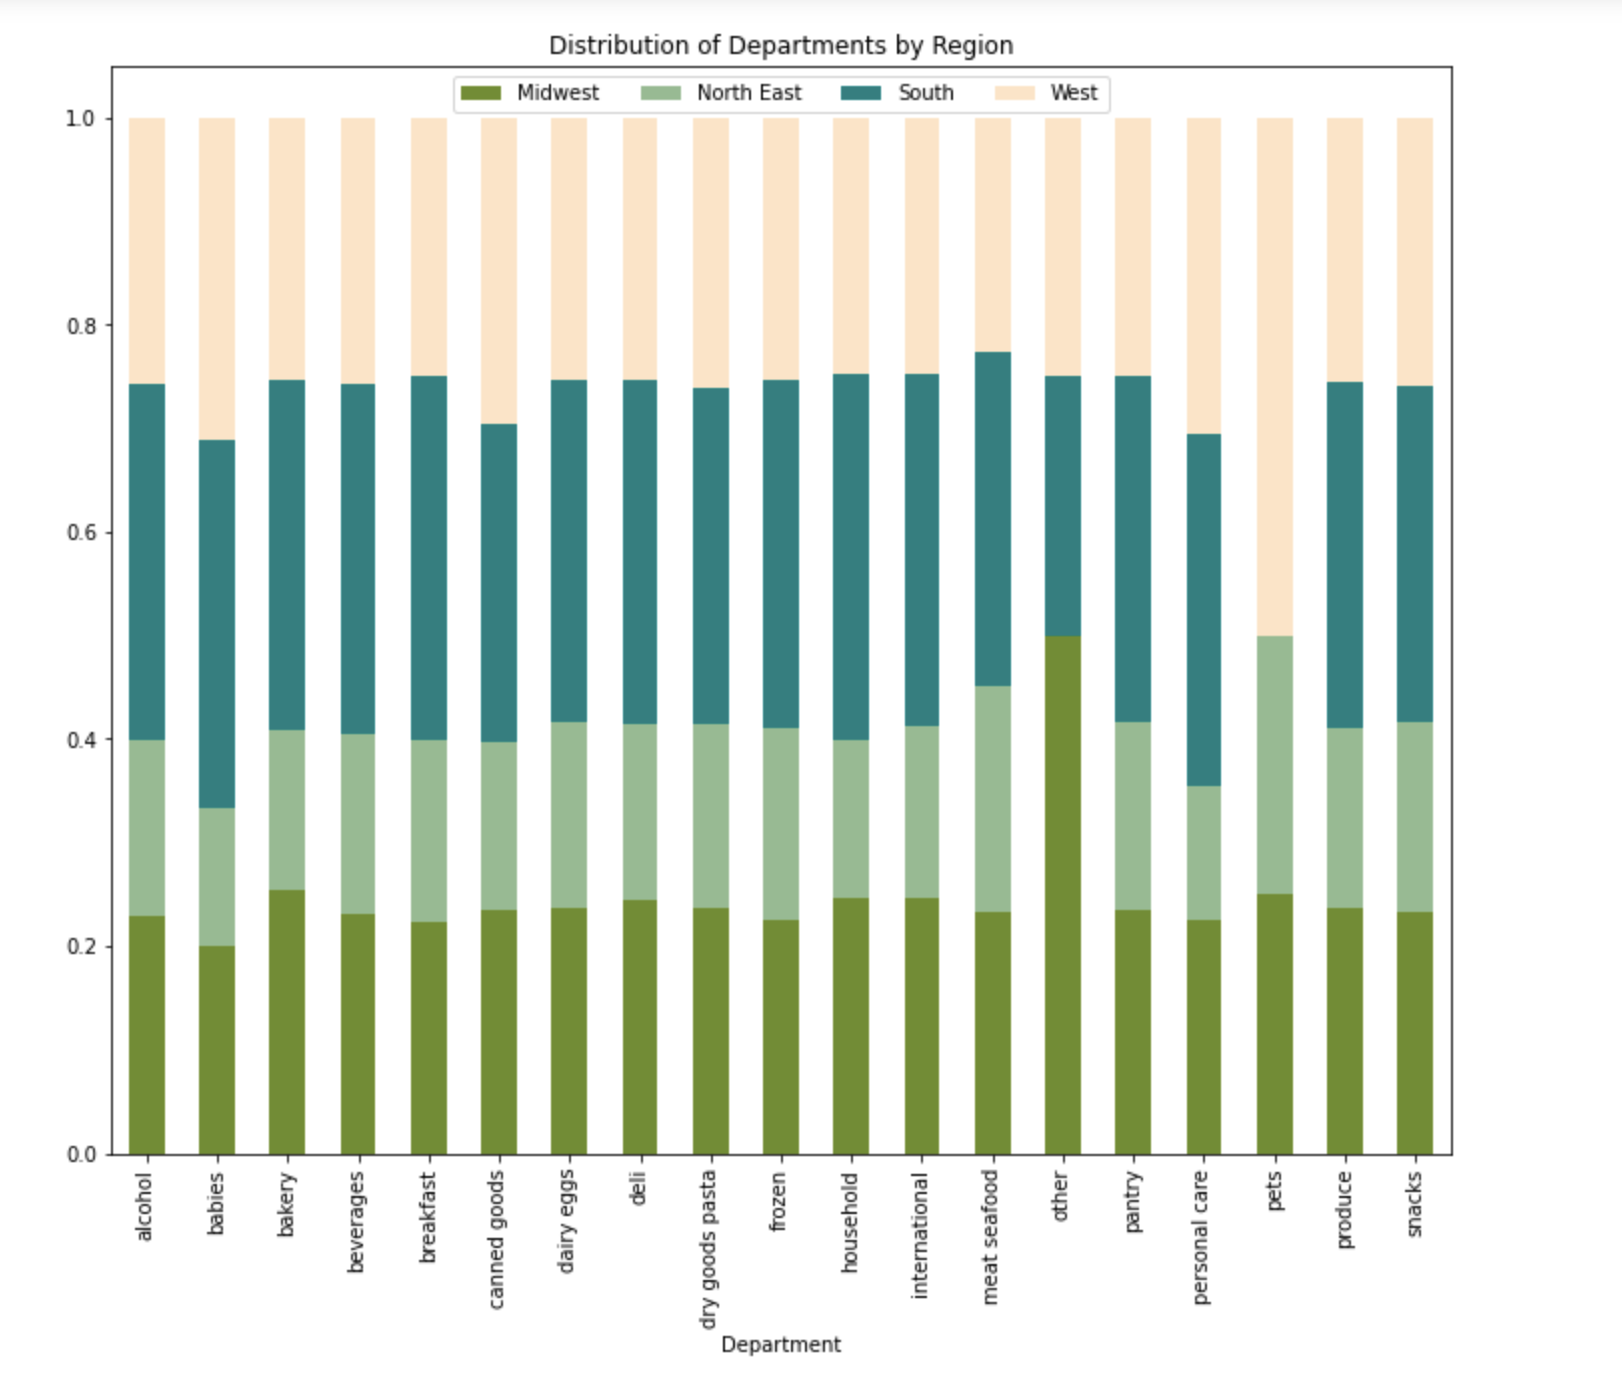 Distribution of Departments by Region
Midwest North East South West
1.0
0.8
0.6
0.4
0.2
0.0
alcohol
babies
bakery
beverages
breakfast
canned goods
dairy eggs
deli
dry goods pasta
frozen
household
international
meat seafood
other
pantry
personal care
pets
produce
snacks
Department